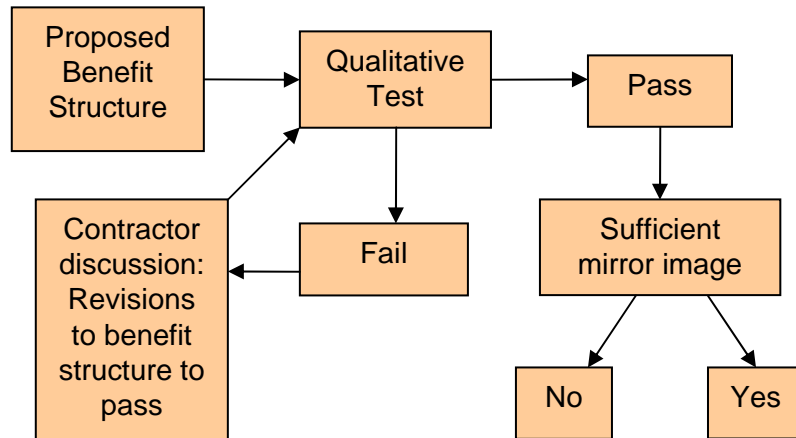 Proposed
Benefit
Structure
Qualitative
Test
Pass
Contractor
discussion:
Revisions
to benefit
structure to
pass
Fail
Sufficient
mirror image
No
Yes